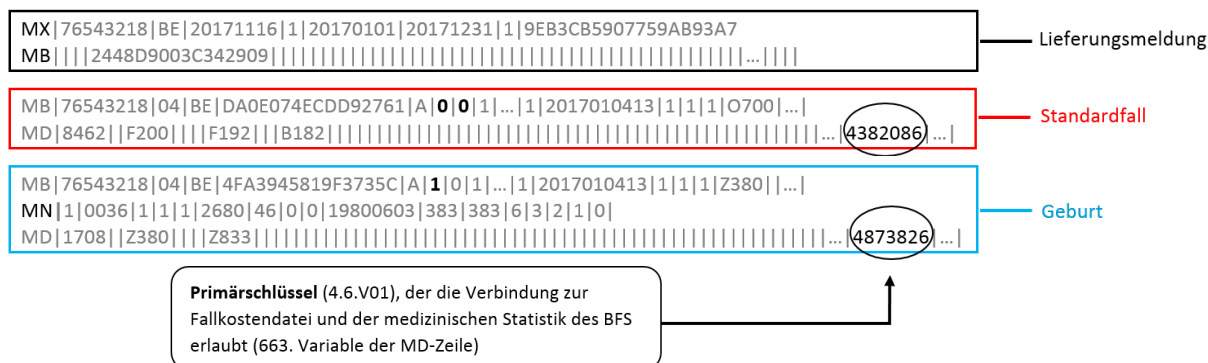 MX|76543218|BE|20171116|1|20170101|20171231|1|9EB3CB5907759AB93A7
MB||||2448D9003C342909||||||||||||||||||||||||||||||||||||||||||||||||...||||
Lieferungsmeldung
MB|76543218|04|BE|DA0E074ECDD92761|A|0|0|1|...|1|2017010413|1|1|1|O700|...|
MD|8462||F200||||F192|||B182|||||||||||||||||||||||||||||||||||||||||||||||||...|4382086|...|
Standardfall
MB|76543218|04|BE|4FA3945819F3735C|A|1|0|1|...|1|2017010413|1|1|1|Z380||...|
MN|1|0036|1|1|1|2680|46|0|0|19800603|383|383|6|3|2|1|0|
MD|1708||Z380||||Z833|||||||||||||||||||||||||||||||||||||||||||||||||||||||||...|4873826|...|
Geburt
Primärschlüssel (4.6.V01), der die Verbindung zur
Fallkostendatei und der medizinischen Statistik des BFS
erlaubt (663. Variable der MD-Zeile)